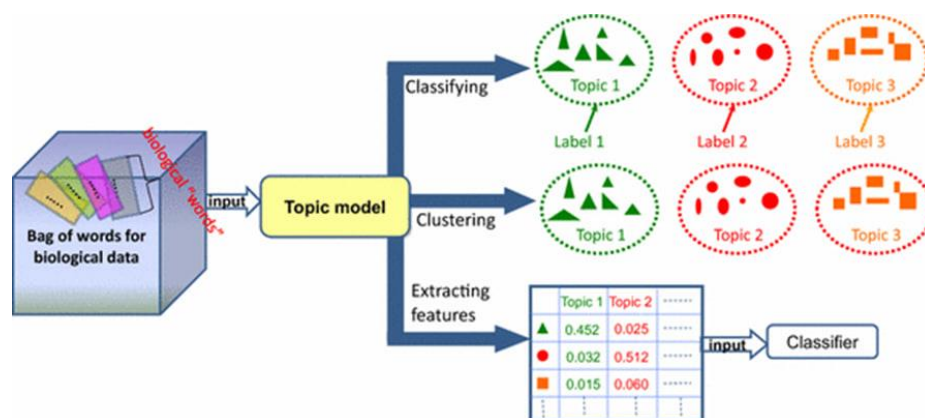 Classifying
Topic 1
Topic 2
Topic 3
Label 1
Label 2
Label 3
biological "words"
Bag of words for
biological data
input
Topic model
Clustering
Topic 1
Topic 2
Topic 3
Extracting
features
Topic 1 Topic 2 ......
0.452 0.025 ......
0.032 0.512 ......
0.015 0.060 ......
input
Classifier